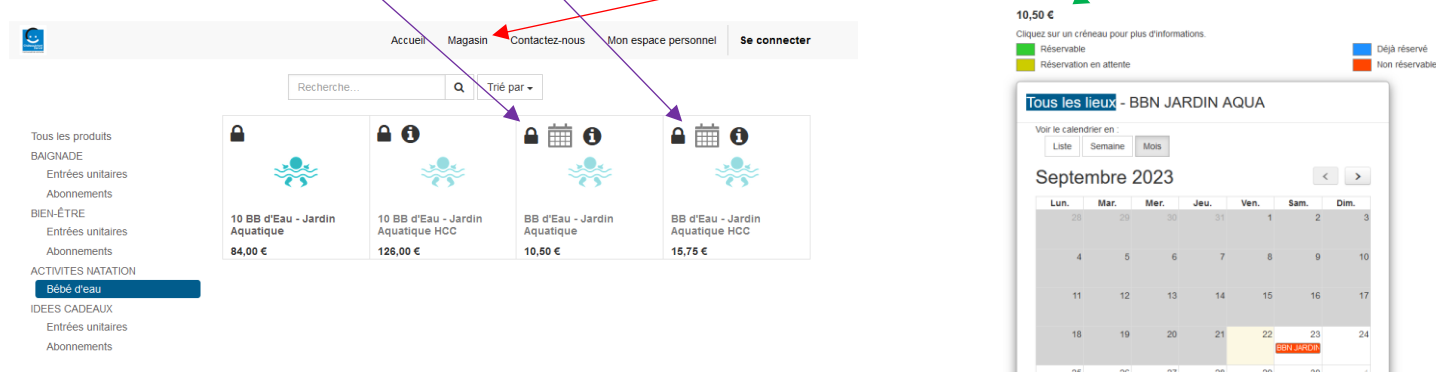 Accueil Magasin Contactez-nous Mon espace personnel Se connecter
Recherche... Trié par
Tous les produits
BAIGNADE
Entrées unitaires
Abonnements
BIEN-ÊTRE
Entrées unitaires
Abonnements
ACTIVITES NATATION
Bébé d'eau
IDEES CADEAUX
Entrées unitaires
Abonnements
10 BB d'Eau - Jardin
Aquatique
84,00 €
10 BB d'Eau - Jardin
Aquatique HCC
126,00 €
BB d'Eau - Jardin
Aquatique
10,50 €
BB d'Eau - Jardin
Aquatique HCC
15,75 €
10,50 €
Cliquez sur un créneau pour plus d'informations.
Réservable Déjà réservé
Réservation en attente Non réservable
Tous les lieux - BBN JARDIN AQUA
Voir le calendrier en :
Liste Semaine Mois
Septembre 2023 < >
Lun. Mar. Mer. Jeu. Ven. Sam. Dim.
28 29 30 31 1 2 3
4 5 6 7 8 9 10
11 12 13 14 15 16 17
18 19 20 21 22 23 24
BBN JARDIN